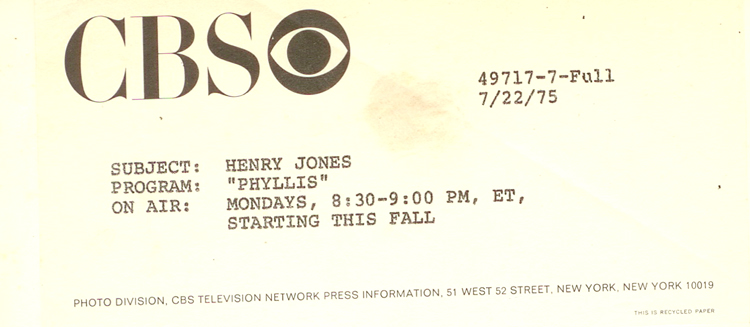 CBS
49717-7-Full
7/22/75
SUBJECT: HENRY JONES
PROGRAM: "PHYLLIS"
ON AIR: MONDAYS, 8:30-9:00 PM, ET,
STARTING THIS FALL
PHOTO DIVISION, CBS TELEVISION NETWORK PRESS INFORMATION, 51 WEST 52 STREET, NEW YORK, NEW YORK 10019
THIS IS RECYCLED PAPER